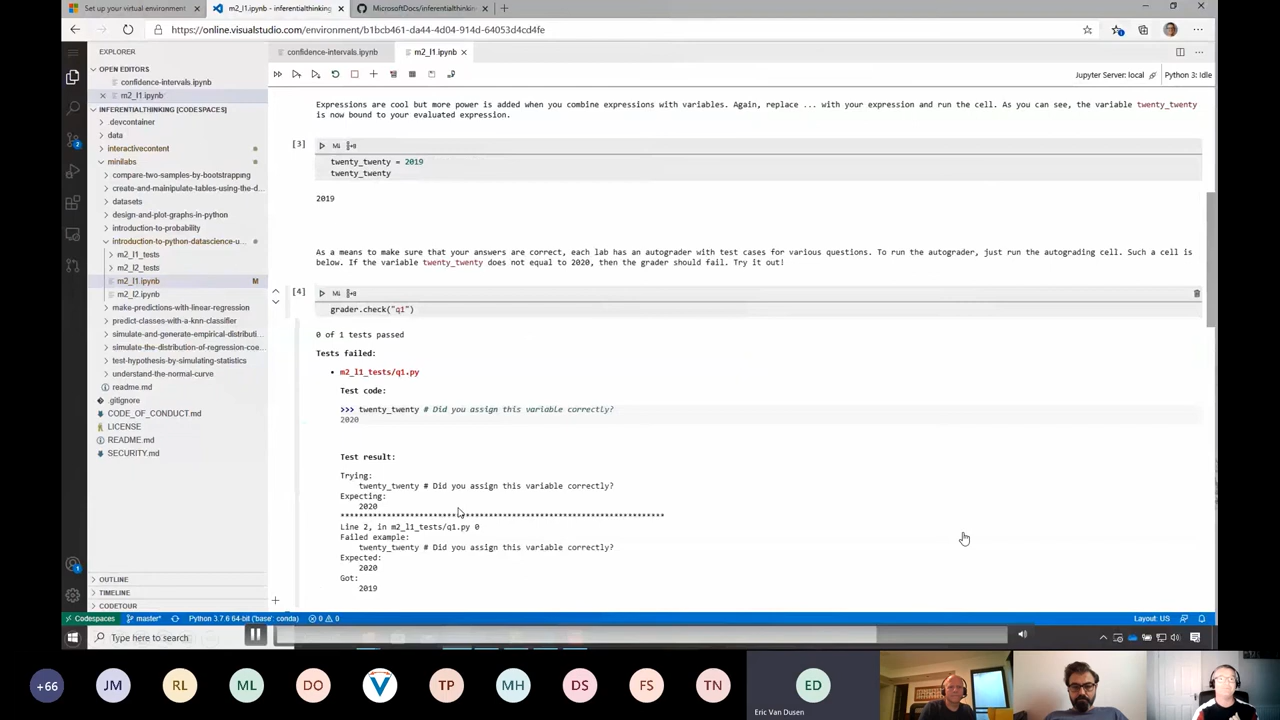 Set up your virtual environment
m2_l1.ipynb - inferentialthinking
MicrosoftDocs/inferentialthinkin
https://online.visualstudio.com/environment/b1bcb461-da44-4d04-914d-64053d4cd4fe
EXPLORER
confidence-intervals.ipynb
m2_l1.ipynb
OPEN EDITORS
confidence-intervals.ipynb
m2_l1.ipynb
Jupyter Server: local
Python 3: Idle
INFERENTIALTHINKING [CODESPACES]
.devcontainer
data
interactivecontent
minilabs
compare-two-samples-by-bootstrapping
create-and-mainipulate-tables-using-the-d...
datasets
design-and-plot-graphs-in-python
introduction-to-probability
introduction-to-python-datascience-u...
m2_l1_tests
m2_l2_tests
m2_l1.ipynb M
m2_l2.ipynb
make-predictions-with-linear-regression
predict-classes-with-a-knn-classifier
simulate-and-generate-empirical-distributi...
simulate-the-distribution-of-regression-coe...
test-hypothesis-by-simulating-statistics
understand-the-normal-curve
readme.md
.gitignore
CODE_OF_CONDUCT.md
LICENSE
README.md
SECURITY.md
OUTLINE
TIMELINE
CODETOUR
Expressions are cool but more power is added when you combine expressions with variables. Again, replace ... with your expression and run the cell. As you can see, the variable twenty_twenty
is now bound to your evaluated expression.
[3]
twenty_twenty = 2019
twenty_twenty
2019
As a means to make sure that your answers are correct, each lab has an autograder with test cases for various questions. To run the autograder, just run the autograding cell. Such a cell is
below. If the variable twenty_twenty does not equal to 2020, then the grader should fail. Try it out!
[4]
grader.check("q1")
0 of 1 tests passed
Tests failed:
• m2_l1_tests/q1.py
Test code:
>>> twenty_twenty # Did you assign this variable correctly?
2020
Test result:
Trying:
twenty_twenty # Did you assign this variable correctly?
Expecting:
2020
**********************************************************************
Line 2, in m2_l1_tests/q1.py 0
Failed example:
twenty_twenty # Did you assign this variable correctly?
Expected:
2020
Got:
2019
Codespaces
master*
Python 3.7.6 64-bit ('base': conda)
0
0
Layout: US
Type here to search
+66
JM
RL
ML
DO
TP
MH
DS
FS
TN
ED
Eric Van Dusen